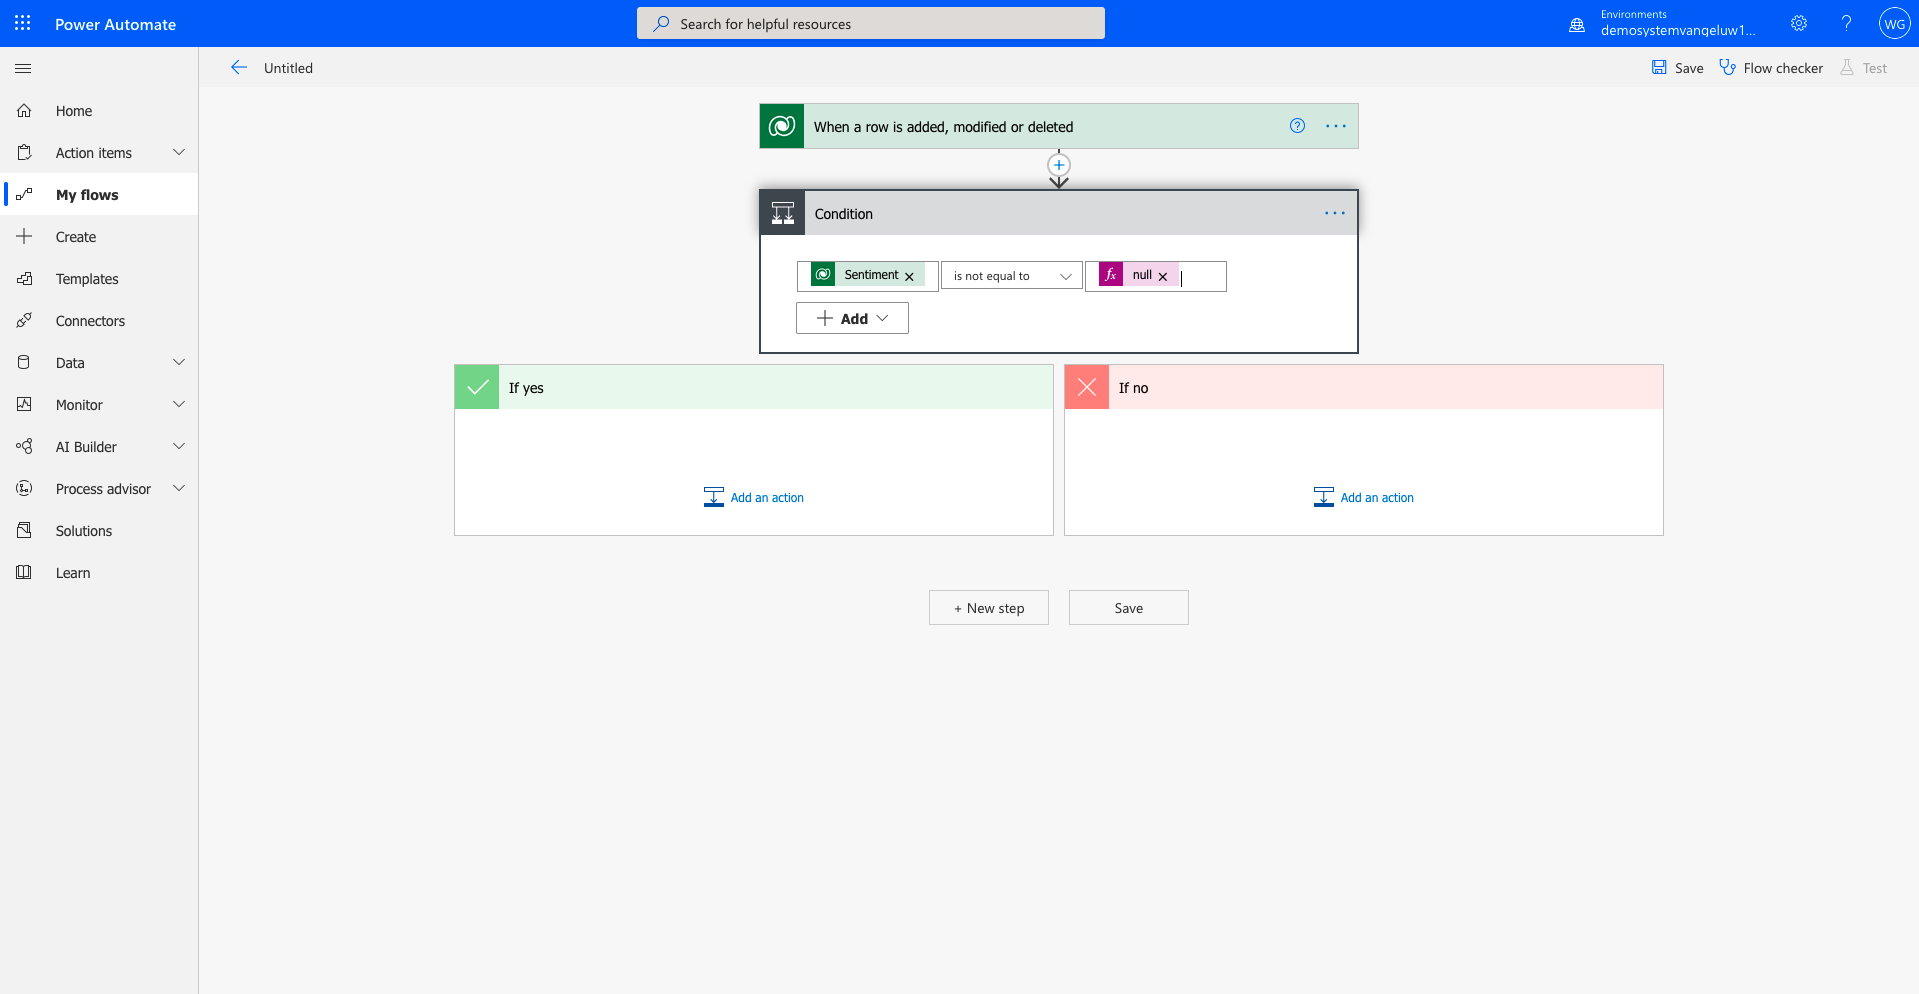 Power Automate
Search for helpful resources
Environments
demosystemvangeluw1...
WG
Untitled
Save
Flow checker
Test
Home
Action items
My flows
Create
Templates
Connectors
Data
Monitor
AI Builder
Process advisor
Solutions
Learn
When a row is added, modified or deleted
Condition
Sentiment
is not equal to
fx
null
Add
If yes
Add an action
If no
Add an action
+ New step
Save